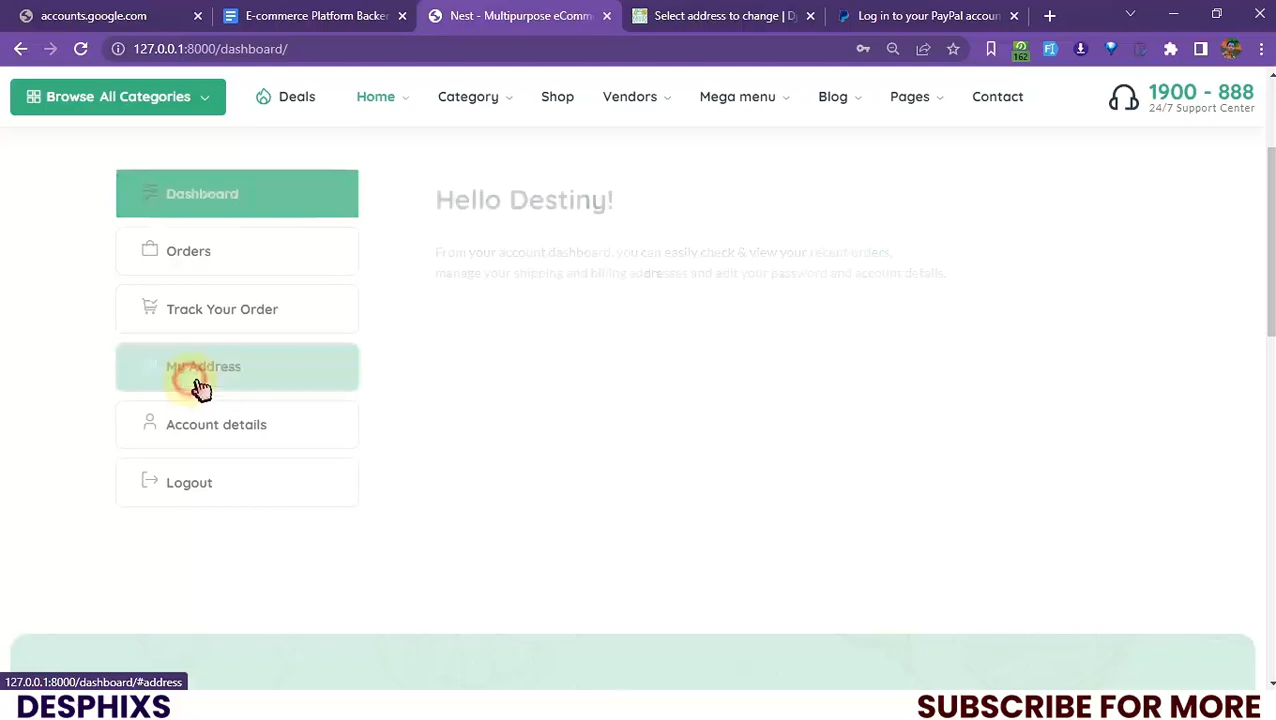 accounts.google.com
E-commerce Platform Backe
Nest - Multipurpose eComm
Select address to change | Dj
Log in to your PayPal accoun
127.0.0.1:8000/dashboard/
162
Browse All Categories
Deals
Home
Category
Shop
Vendors
Mega menu
Blog
Pages
Contact
1900 - 888
24/7 Support Center
Dashboard
Orders
Track Your Order
My Address
Account details
Logout
Hello Destiny!
From your account dashboard, you can easily check & view your recent orders,
manage your shipping and billing addresses and edit your password and account details.
127.0.0.1:8000/dashboard/#address
DESPHIXS
SUBSCRIBE FOR MORE